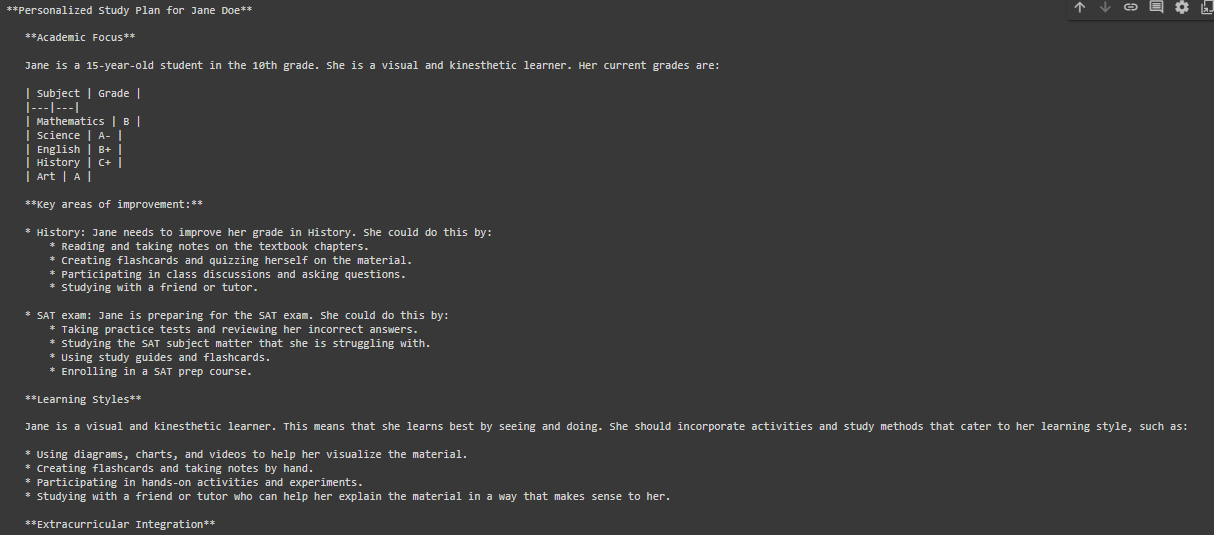 **Personalized Study Plan for Jane Doe**
**Academic Focus**
Jane is a 15-year-old student in the 10th grade. She is a visual and kinesthetic learner. Her current grades are:
| Subject | Grade |
|---|---|
| Mathematics | B |
| Science | A- |
| English | B+ |
| History | C+ |
| Art | A |
**Key areas of improvement:**
* History: Jane needs to improve her grade in History. She could do this by:
* Reading and taking notes on the textbook chapters.
* Creating flashcards and quizzing herself on the material.
* Participating in class discussions and asking questions.
* Studying with a friend or tutor.
* SAT exam: Jane is preparing for the SAT exam. She could do this by:
* Taking practice tests and reviewing her incorrect answers.
* Studying the SAT subject matter that she is struggling with.
* Using study guides and flashcards.
* Enrolling in a SAT prep course.
**Learning Styles**
Jane is a visual and kinesthetic learner. This means that she learns best by seeing and doing. She should incorporate activities and study methods that cater to her learning style, such as:
* Using diagrams, charts, and videos to help her visualize the material.
* Creating flashcards and taking notes by hand.
* Participating in hands-on activities and experiments.
* Studying with a friend or tutor who can help her explain the material in a way that makes sense to her.
**Extracurricular Integration**